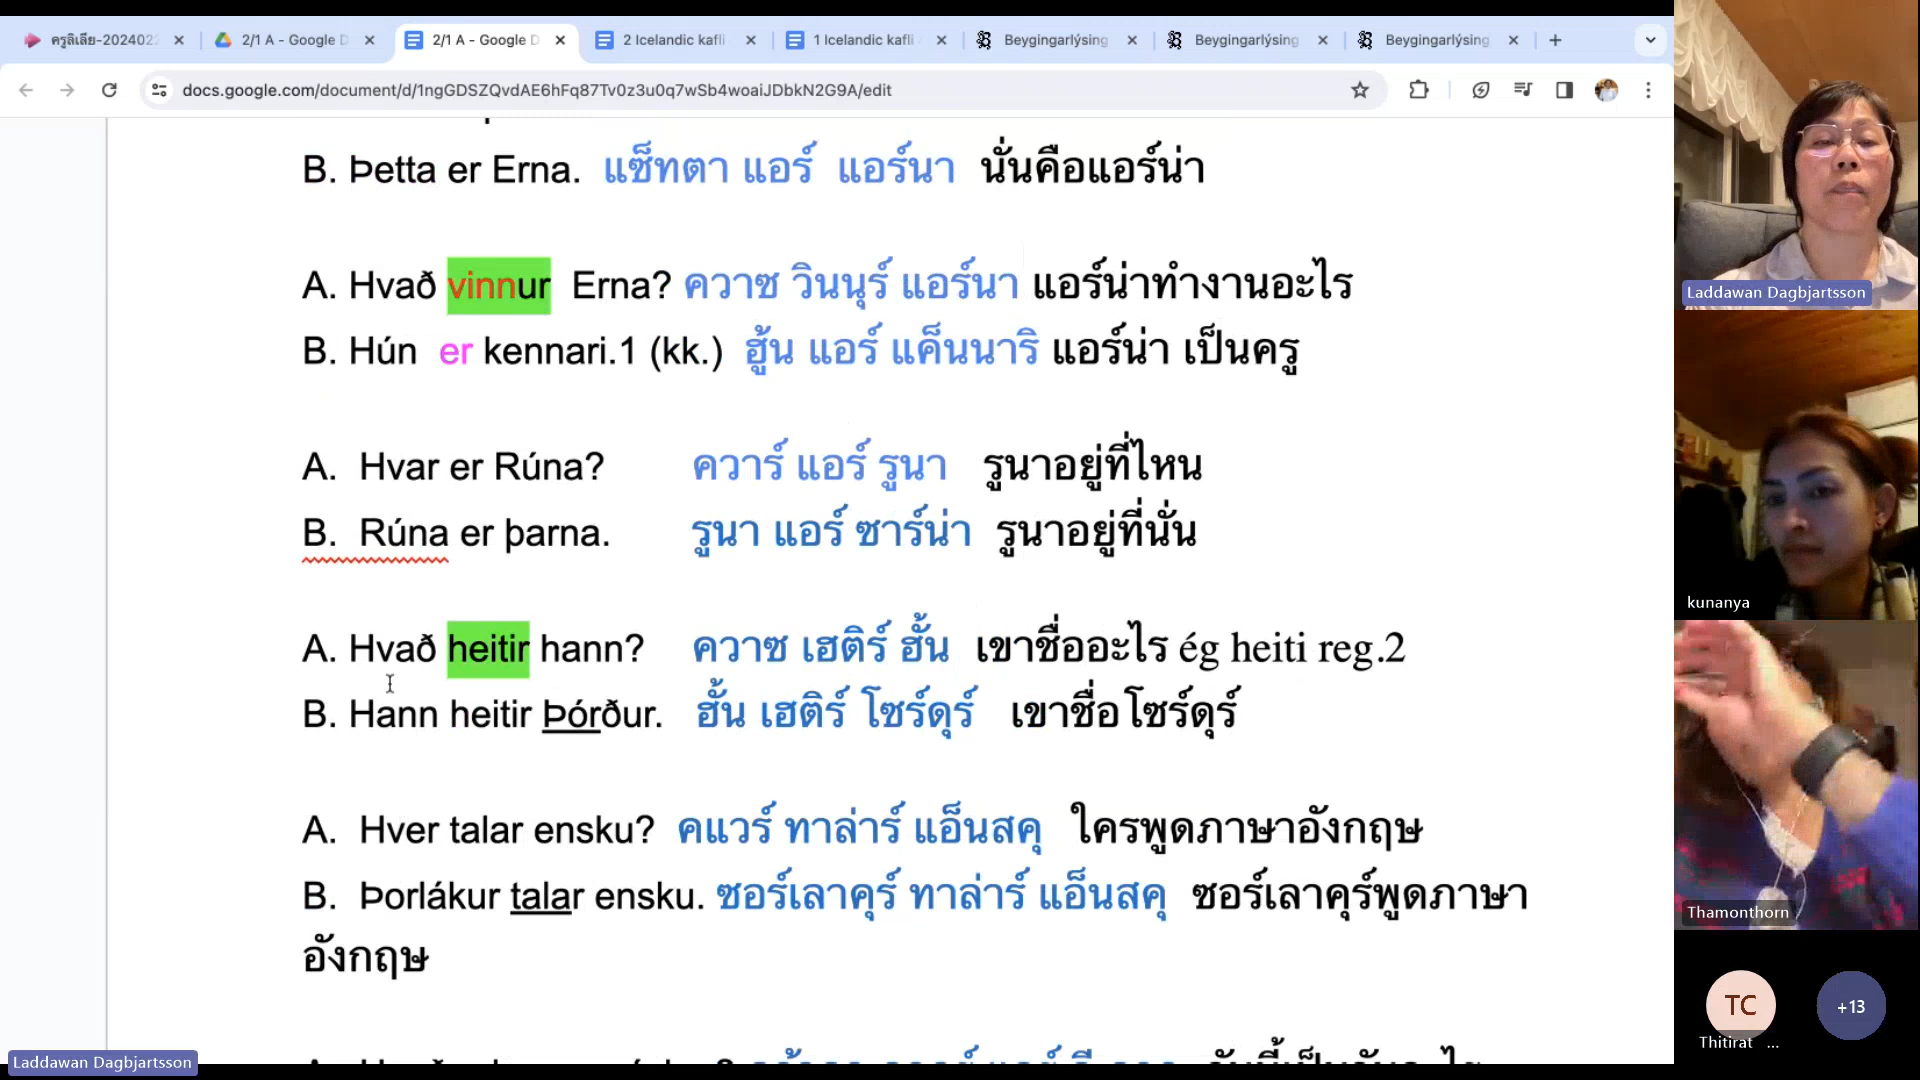 ครูลิเลีย-2024022
2/1 A - Google D
2/1 A - Google D
2 Icelandic kafli
1 Icelandic kafli
Beygingarlýsing
Beygingarlýsing
Beygingarlýsing
docs.google.com/document/d/1ngGDSZQvdAE6hFq87Tv0z3u0q7wSb4woaiJDbkN2G9A/edit
B. Þetta er Erna. แซ็ทตา แอร์ แอร์นา นั่นคือแอร์น่า
A. Hvað vinnur Erna? ควาซ วินนุร์ แอร์นา แอร์น่าทำงานอะไร
B. Hún er kennari.1 (kk.) ฮู้น แอร์ แค็นนาริ แอร์น่า เป็นครู
A. Hvar er Rúna? ควาร์ แอร์ รูนา รูนาอยู่ที่ไหน
B. Rúna er þarna. รูนา แอร์ ซาร์น่า รูนาอยู่ที่นั่น
A. Hvað heitir hann? ควาซ เฮติร์ ฮั้น เขาชื่ออะไร ég heiti reg.2
B. Hann heitir Þórður. ฮั้น เฮติร์ โซร์ดุร์ เขาชื่อโซร์ดุร์
A. Hver talar ensku? คแวร์ ทาล่าร์ แอ็นสคุ ใครพูดภาษาอังกฤษ
B. Þorlákur talar ensku. ซอร์เลาคุร์ ทาล่าร์ แอ็นสคุ ซอร์เลาคุร์พูดภาษา
อังกฤษ
Laddawan Dagbjartsson
Laddawan Dagbjartsson
kunanya
Thamonthorn
TC
+13
Thitirat ...